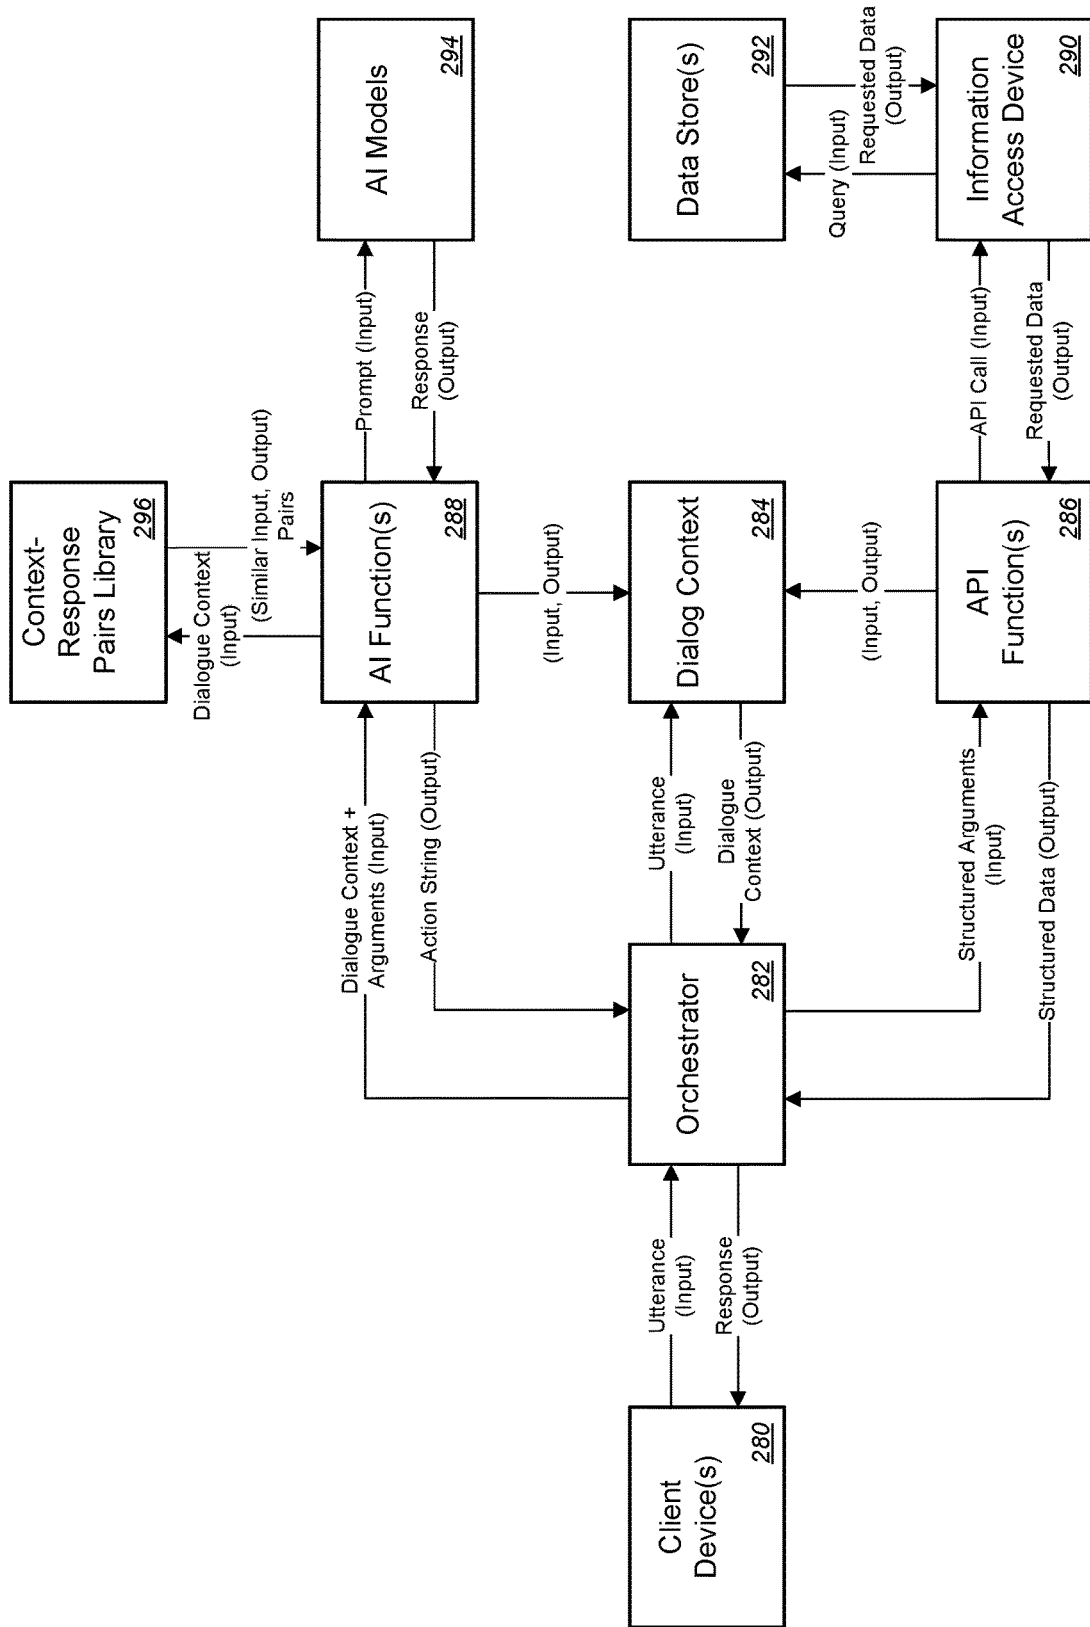 Context-
Response
Pairs Library
296
Dialogue Context
(Input)
(Similar Input, Output)
Pairs
Dialogue Context +
Arguments (Input)
Action String (Output)
AI Function(s)
288
Prompt (Input)
Response
(Output)
AI Models
294
(Input, Output)
Client
Device(s)
280
Utterance
(Input)
Response
(Output)
Orchestrator
282
Utterance
(Input)
Dialogue
Context (Output)
Dialog Context
284
Data Store(s)
292
Query (Input)
Requested Data
(Output)
(Input, Output)
Structured Arguments
(Input)
Structured Data (Output)
API
Function(s)
286
API Call (Input)
Requested Data
(Output)
Information
Access Device
290